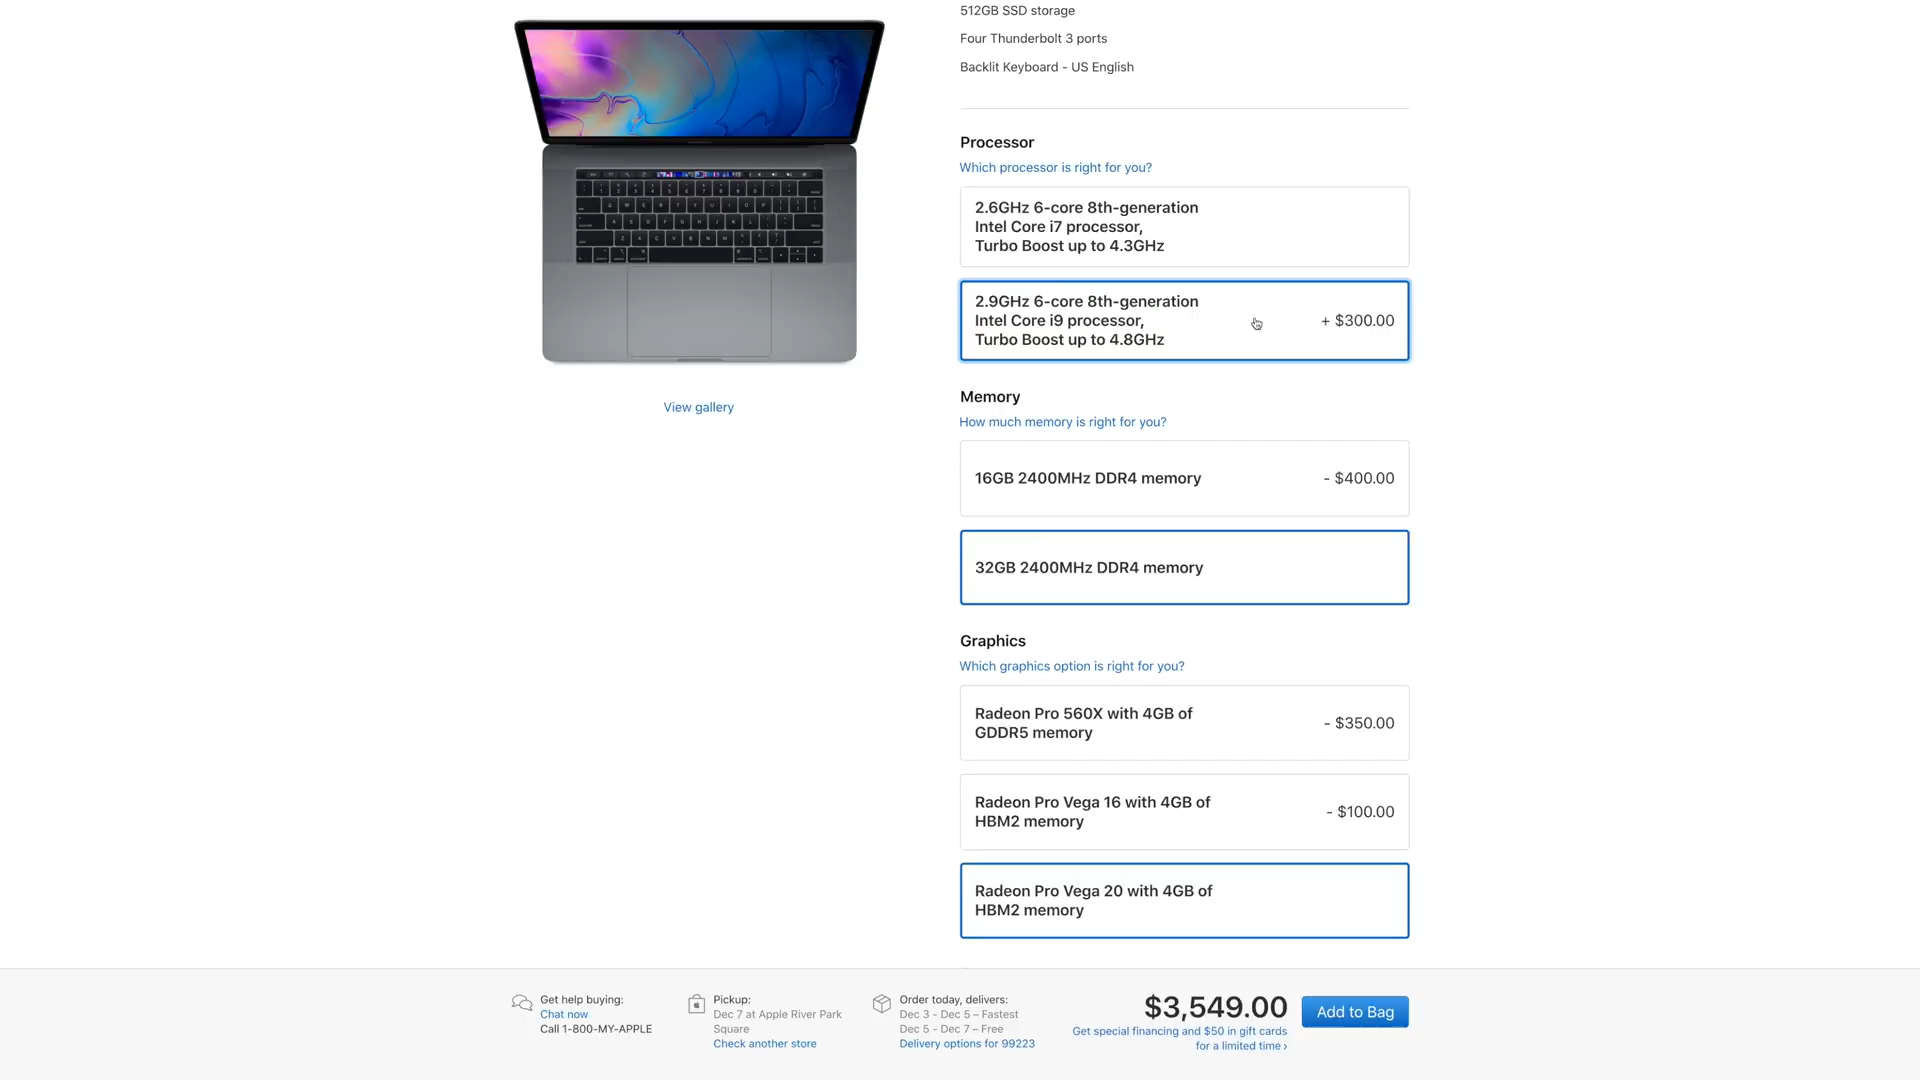 512GB SSD storage
Four Thunderbolt 3 ports
Backlit Keyboard - US English
Processor
Which processor is right for you?
2.6GHz 6-core 8th-generation
Intel Core i7 processor,
Turbo Boost up to 4.3GHz
2.9GHz 6-core 8th-generation
Intel Core i9 processor,
Turbo Boost up to 4.8GHz
+ $300.00
View gallery
Memory
How much memory is right for you?
16GB 2400MHz DDR4 memory
- $400.00
32GB 2400MHz DDR4 memory
Graphics
Which graphics option is right for you?
Radeon Pro 560X with 4GB of
GDDR5 memory
- $350.00
Radeon Pro Vega 16 with 4GB of
HBM2 memory
- $100.00
Radeon Pro Vega 20 with 4GB of
HBM2 memory
Get help buying:
Chat now
Call 1-800-MY-APPLE
Pickup:
Dec 7 at Apple River Park
Square
Check another store
Order today, delivers:
Dec 3 - Dec 5 – Fastest
Dec 5 - Dec 7 – Free
Delivery options for 99223
$3,549.00
Get special financing and $50 in gift cards
for a limited time ›
Add to Bag